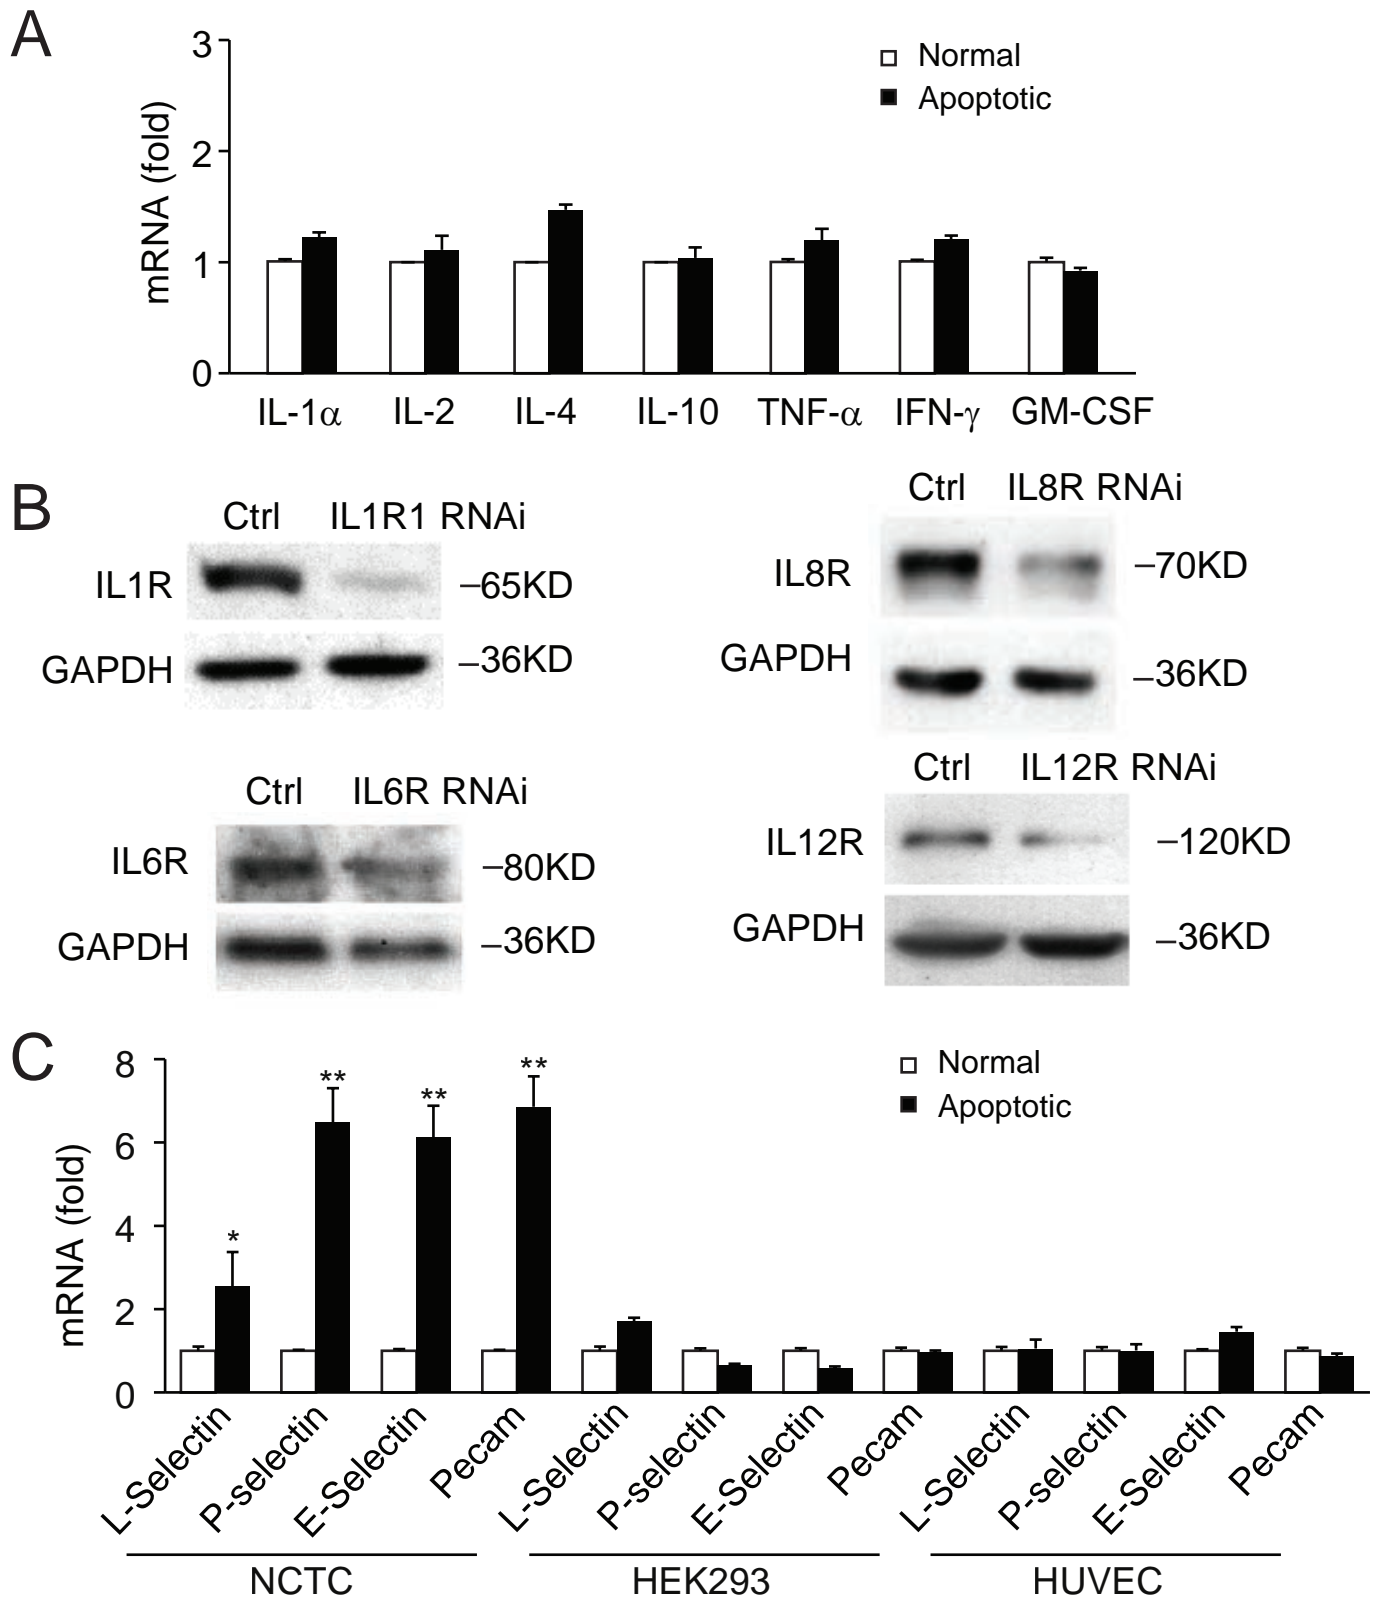 A
3
2
1
0
mRNA (fold)
Normal
Apoptotic
IL-1α IL-2 IL-4 IL-10 TNF-α IFN-γ GM-CSF
B
Ctrl IL1R1 RNAi
IL1R –65KD
GAPDH –36KD
Ctrl IL8R RNAi
IL8R –70KD
GAPDH –36KD
Ctrl IL6R RNAi
IL6R –80KD
GAPDH –36KD
Ctrl IL12R RNAi
IL12R –120KD
GAPDH –36KD
C
8
6
4
2
0
mRNA (fold)
Normal
Apoptotic
* ** ** **
L-Selectin P-selectin E-Selectin Pecam L-Selectin P-selectin E-Selectin Pecam L-Selectin P-selectin E-Selectin Pecam
NCTC HEK293 HUVEC